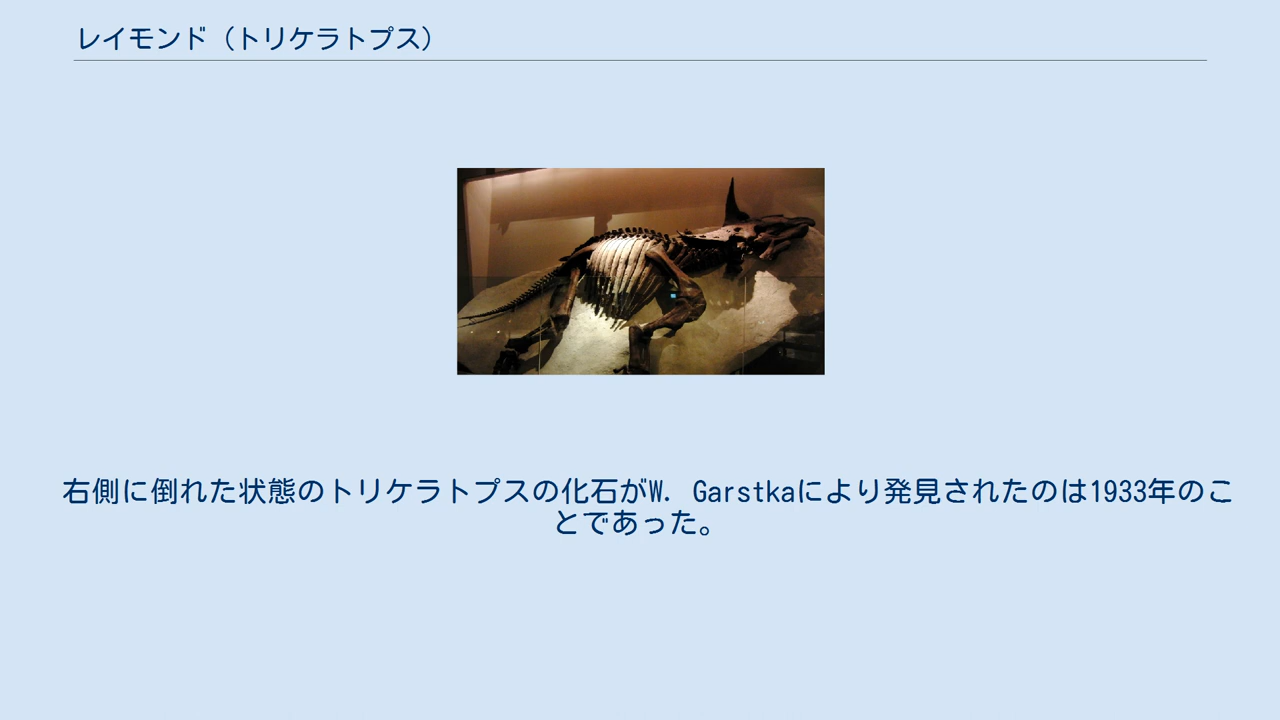 レイモンド（トリケラトプス）
右側に倒れた状態のトリケラトプスの化石がW. Garstkaにより発見されたのは1933年のこ
とであった。